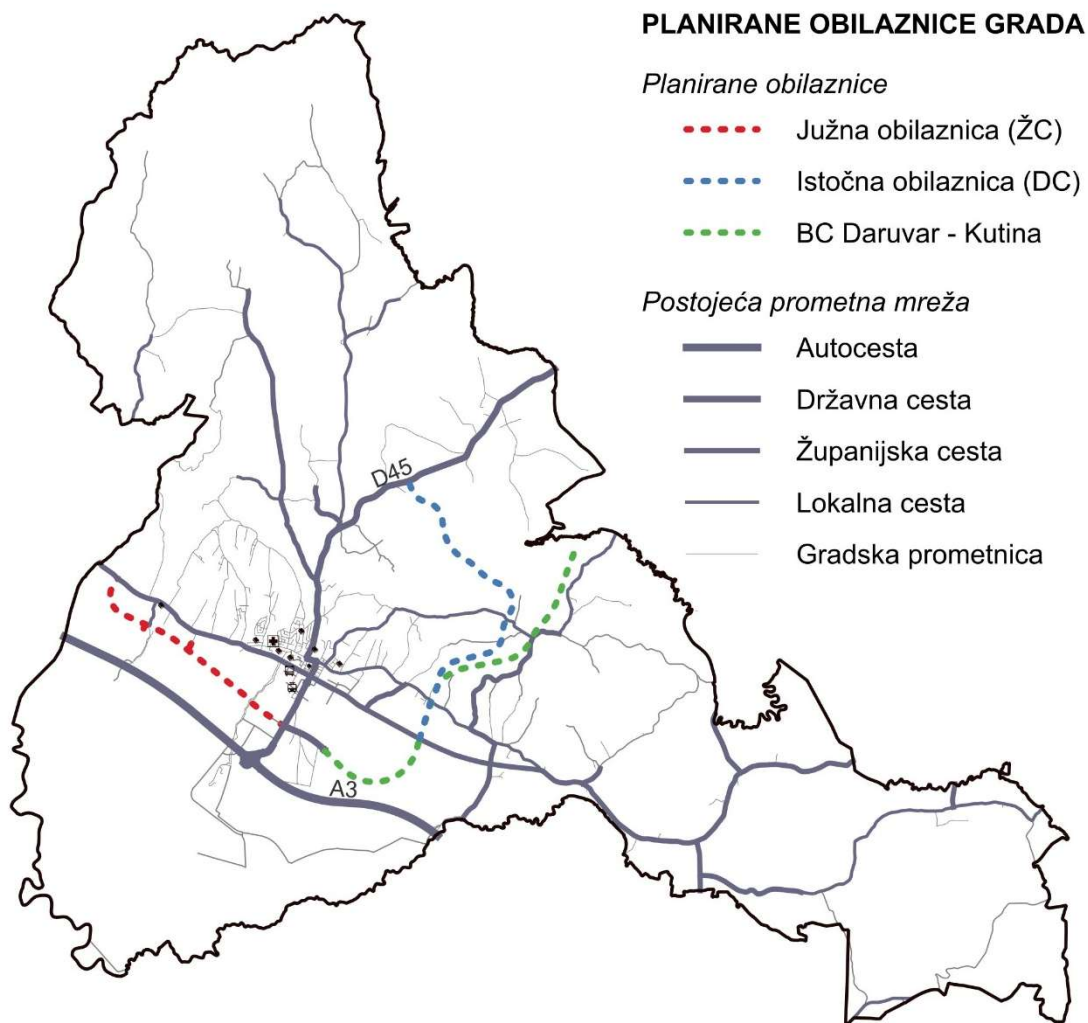 PLANIRANE OBILAZNICE GRADA
Planirane obilaznice
Južna obilaznica (ŽC)
Istočna obilaznica (DC)
BC Daruvar - Kutina
Postojeća prometna mreža
Autocesta
Državna cesta
Županijska cesta
Lokalna cesta
Gradska prometnica
D45
A3